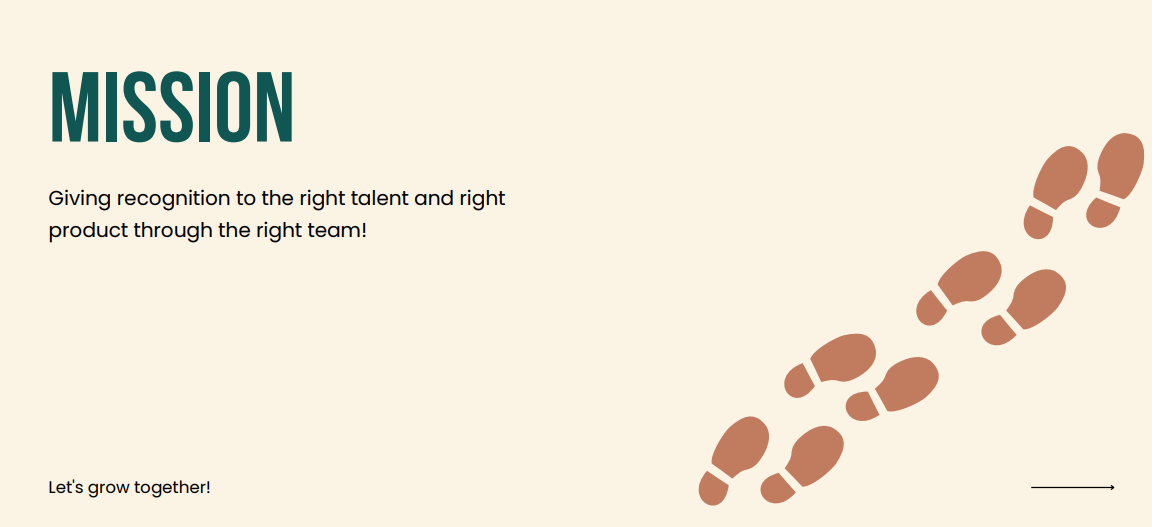 MISSION
Giving recognition to the right talent and right
product through the right team!
Let's grow together!